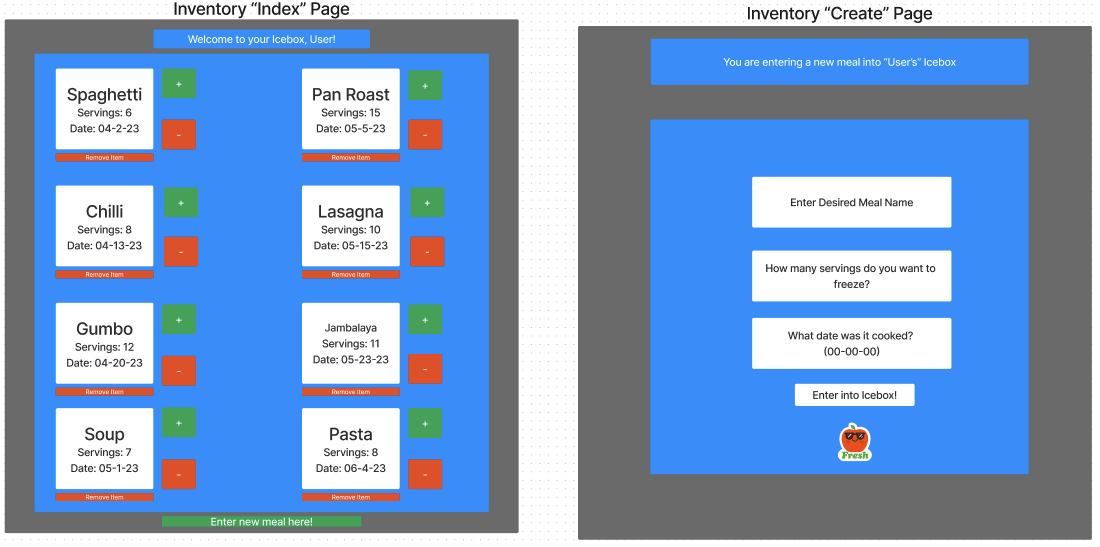 Inventory “Index” Page
Welcome to your Icebox, User!
Spaghetti
Servings: 6
Date: 04-2-23
+
-
Remove Item
Pan Roast
Servings: 15
Date: 05-5-23
+
-
Remove Item
Chilli
Servings: 8
Date: 04-13-23
+
-
Remove Item
Lasagna
Servings: 10
Date: 05-15-23
+
-
Remove Item
Gumbo
Servings: 12
Date: 04-20-23
+
-
Remove Item
Jambalaya
Servings: 11
Date: 05-23-23
+
-
Remove Item
Soup
Servings: 7
Date: 05-1-23
+
-
Remove Item
Pasta
Servings: 8
Date: 06-4-23
+
-
Remove Item
Enter new meal here!
Inventory “Create” Page
You are entering a new meal into “User’s” Icebox
Enter Desired Meal Name
How many servings do you want to
freeze?
What date was it cooked?
(00-00-00)
Enter into Icebox!
Fresh